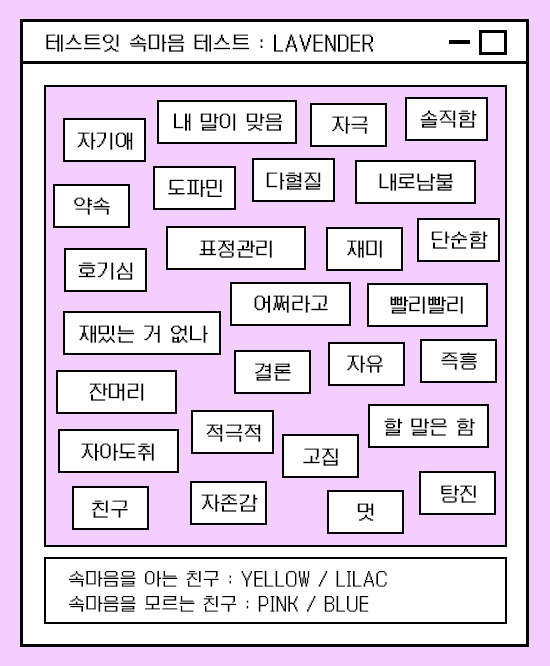 테스트잇 속마음 테스트 : LAVENDER
자기애
내 말이 맞음
자극
솔직함
약속
도파민
다혈질
내로남불
호기심
표정관리
재미
단순함
어쩌라고
빨리빨리
재밌는 거 없나
결론
자유
즉흥
잔머리
적극적
할 말은 함
자아도취
고집
친구
자존감
멋
탕진
속마음을 아는 친구 : YELLOW / LILAC
속마음을 모르는 친구 : PINK / BLUE